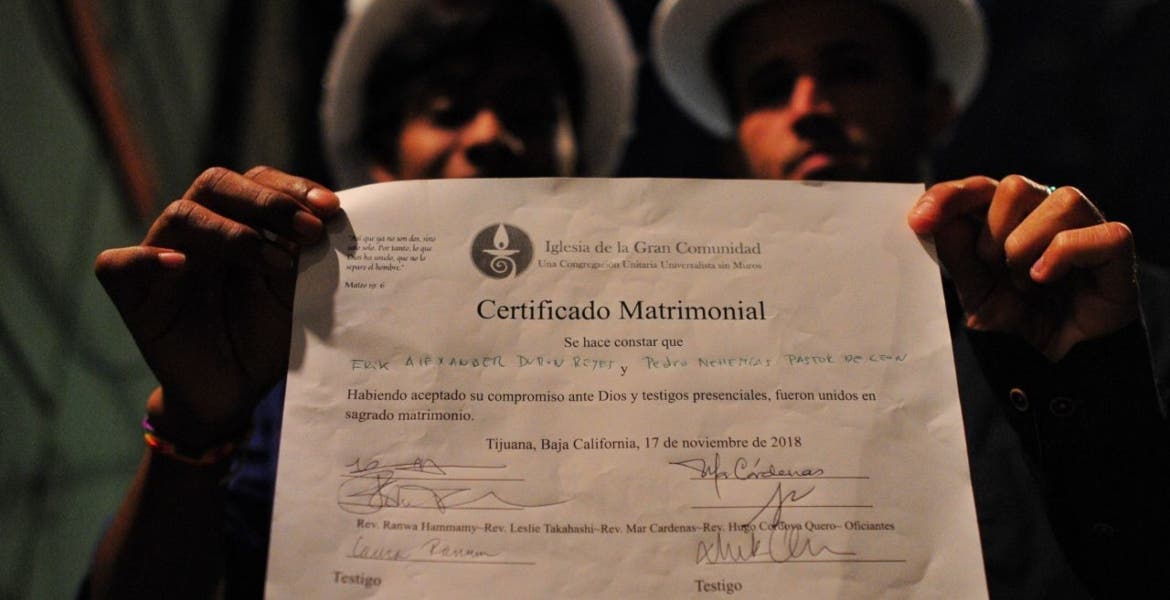 "Así que ya no son dos, sino
uno solo. Por tanto, lo que
Dios ha unido, que no lo
separe el hombre."
Mateo 19: 6
Iglesia de la Gran Comunidad
Una Congregación Unitaria Universalista sin Muros
Certificado Matrimonial
Se hace constar que
ERIK ALEXANDER DURON REYES y PEDRO NEHEMIAS PASTOR DE LEON
Habiendo aceptado su compromiso ante Dios y testigos presenciales, fueron unidos en
sagrado matrimonio.
Tijuana, Baja California, 17 de noviembre de 2018
Mar Cárdenas
Rev. Ranwa Hammamy–Rev. Leslie Takahashi–Rev. Mar Cardenas–Rev. Hugo Cordova Quero– Oficiantes
Laura
Testigo
Testigo